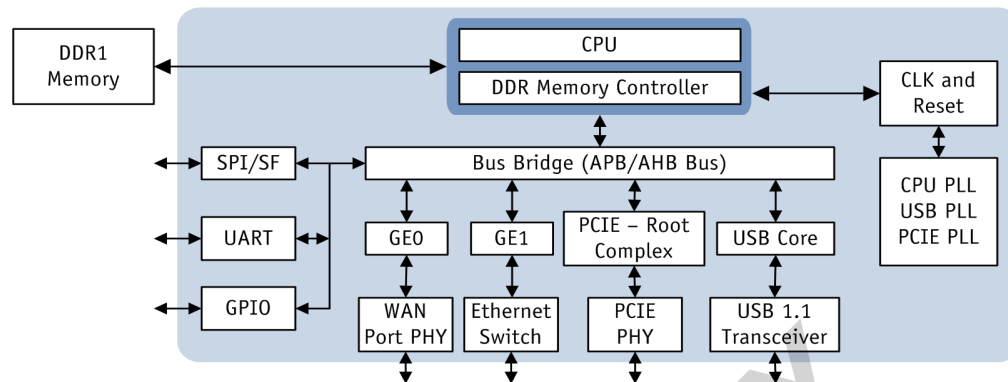 DDR1
Memory
CPU
DDR Memory Controller
CLK and
Reset
SPI/SF
Bus Bridge (APB/AHB Bus)
CPU PLL
USB PLL
PCIE PLL
UART
GE0
GE1
PCIE – Root
Complex
USB Core
GPIO
WAN
Port PHY
Ethernet
Switch
PCIE
PHY
USB 1.1
Transceiver